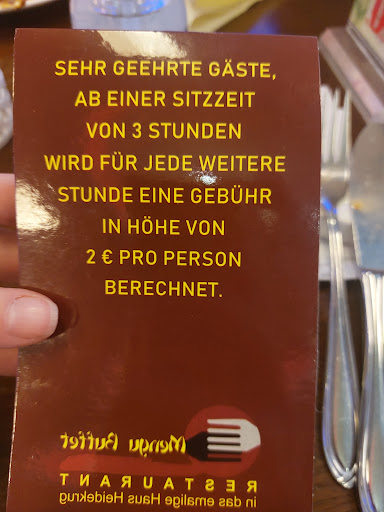 SEHR GEEHRTE GÄSTE,
AB EINER SITZZEIT
VON 3 STUNDEN
WIRD FÜR JEDE WEITERE
STUNDE EINE GEBÜHR
IN HÖHE VON
2 € PRO PERSON
BERECHNET.
Mengu Buffet
RESTAURANT
in das emalige Haus Heidekrug